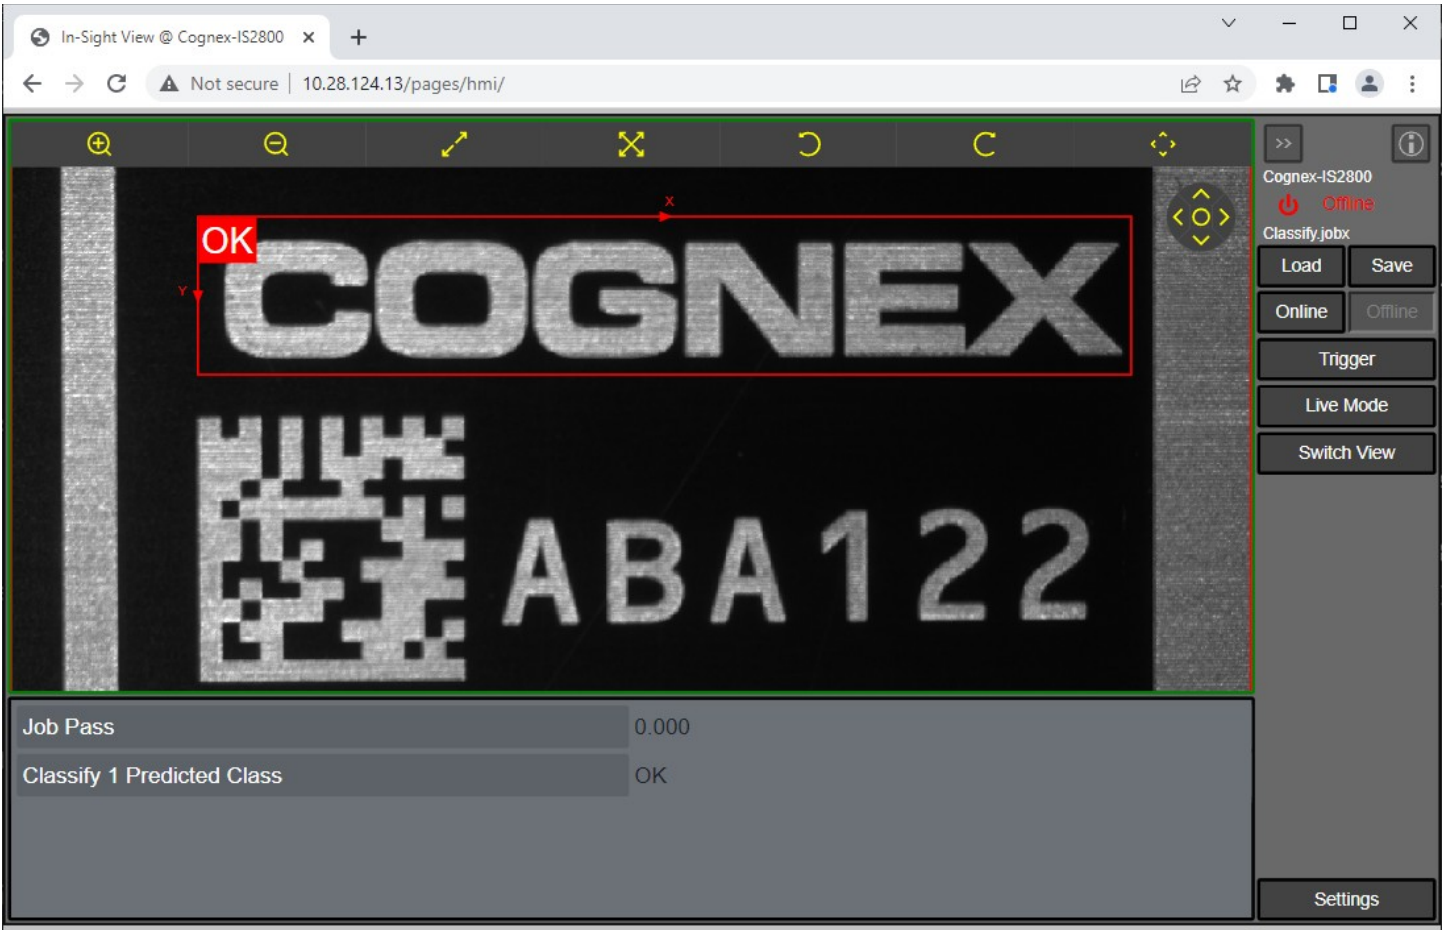 In-Sight View @ Cognex-IS2800
Not secure | 10.28.124.13/pages/hmi/
>>
Cognex-IS2800
Offline
Classify.jobx
Load Save
Online Offline
Trigger
Live Mode
Switch View
X
OK
COGNEX
Y
ABA122
Job Pass 0.000
Classify 1 Predicted Class OK
Settings